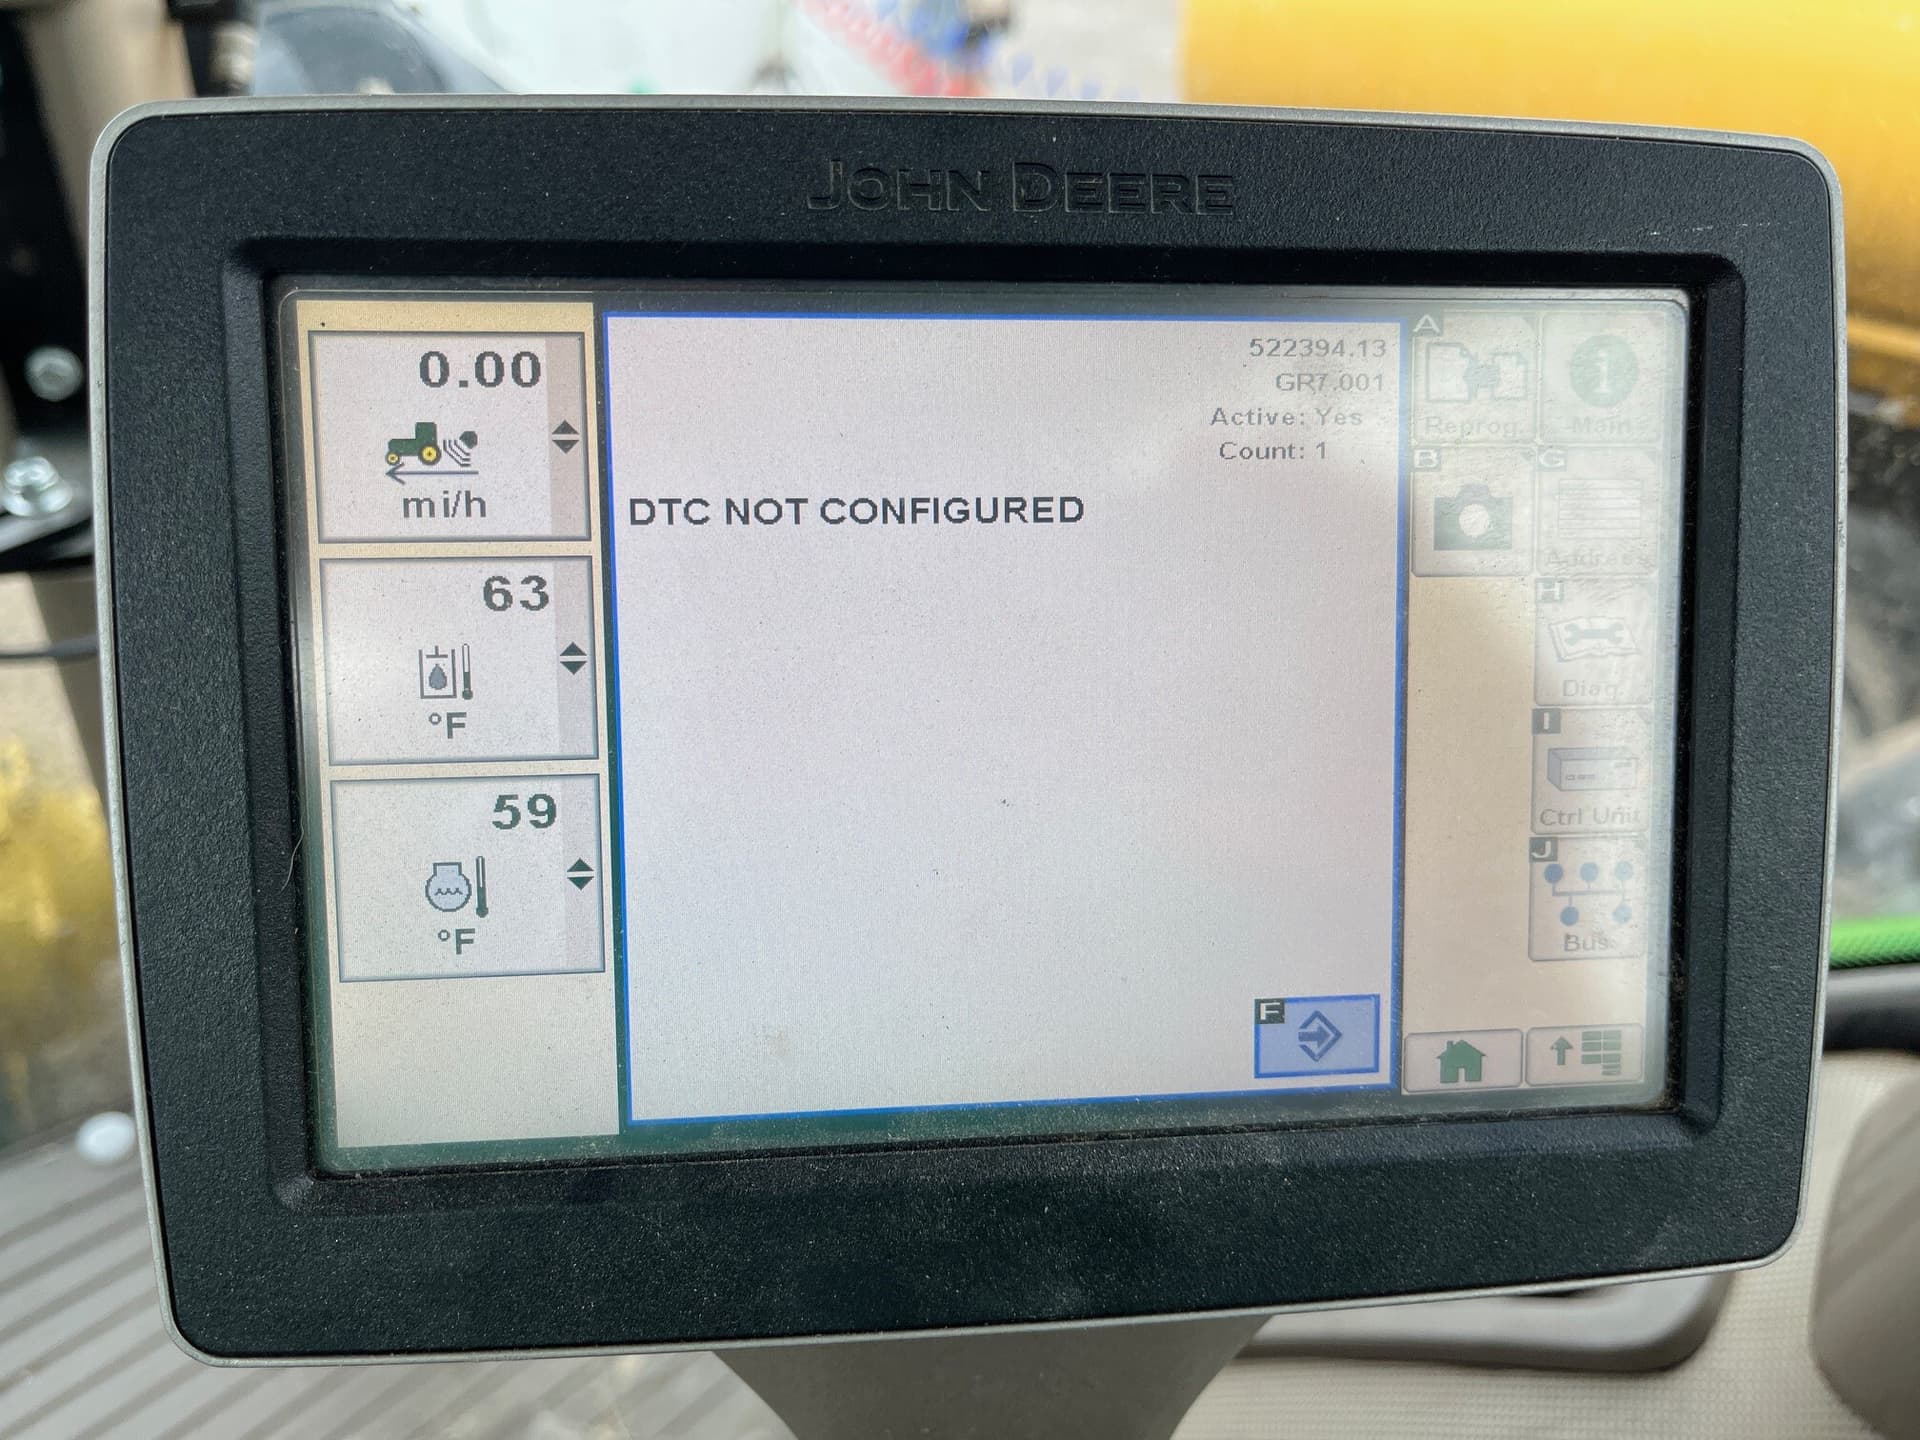 JOHN DEERE
0.00
mi/h
63
°F
59
°F
522394.13
GR7.001
Active: Yes
Count: 1
DTC NOT CONFIGURED
F
A
Reprog.
Main
B
G
Address
H
Diag.
I
Ctrl Unit
J
Bus